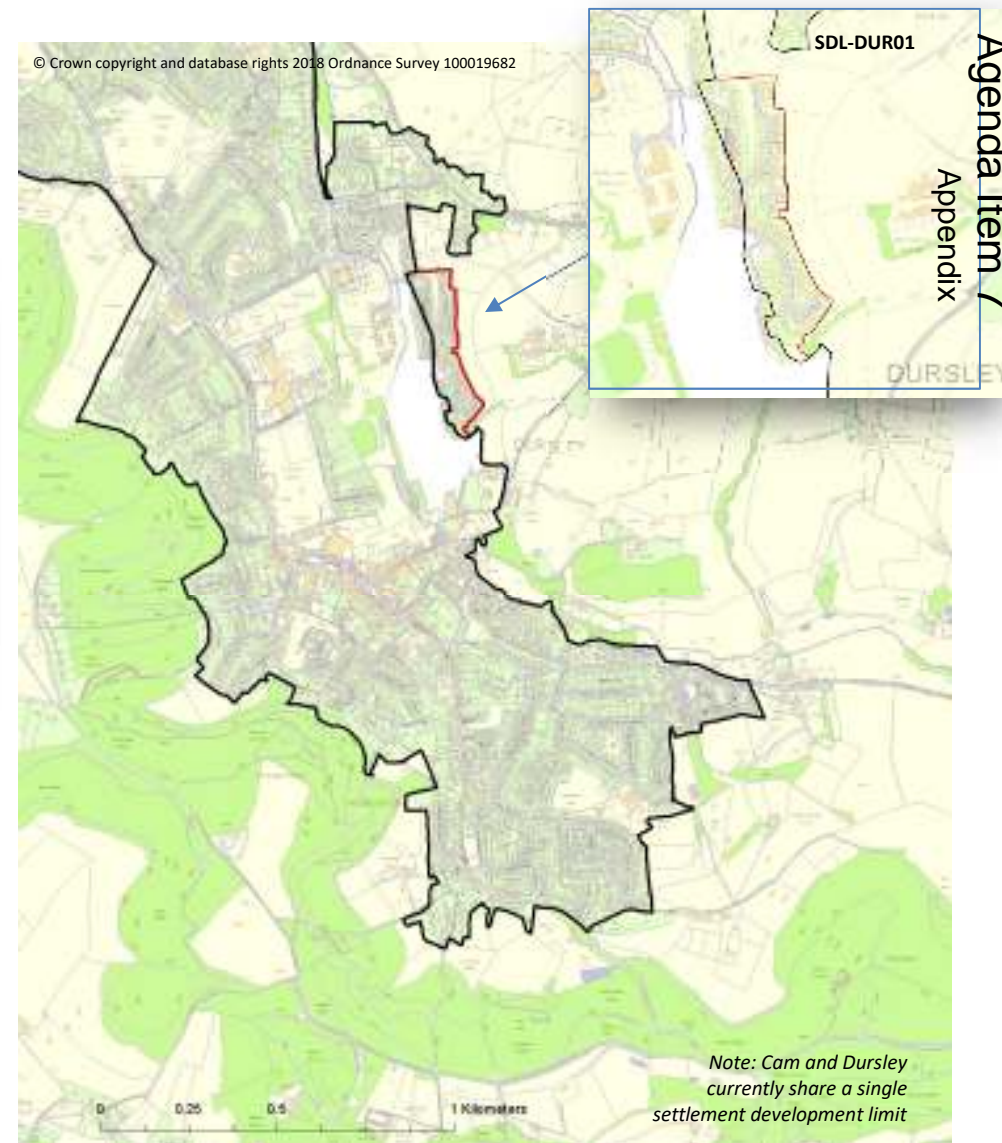 © Crown copyright and database rights 2018 Ordnance Survey 100019682
SDL-DUR01
Agenda Item 7
Appendix
DURSLEY
DURSLEY
Note: Cam and Dursley
currently share a single
settlement development limit
0 0.25 0.5 1 Kilometers